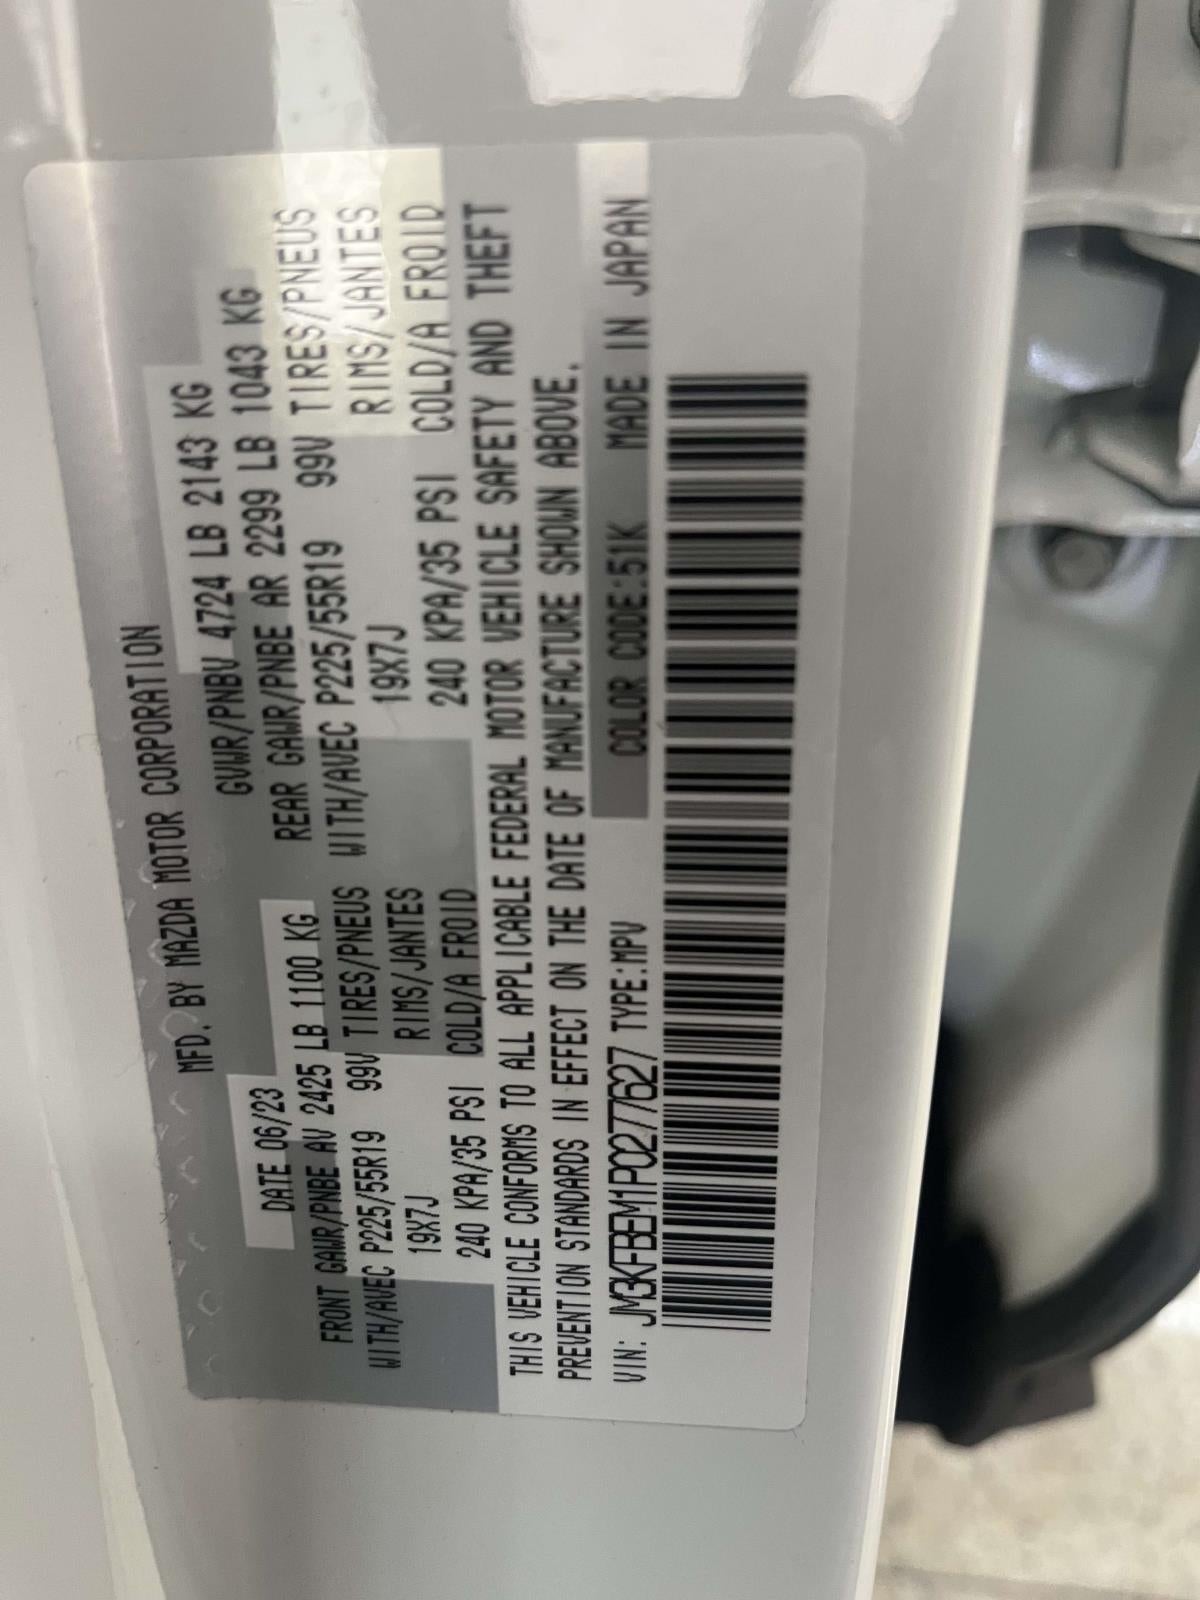 MFD. BY MAZDA MOTOR CORPORATION
DATE 06/23 GVWR/PNBV 4724 LB 2143 KG
FRONT GAWR/PNBE AV 2425 LB 1100 KG REAR GAWR/PNBE AR 2299 LB 1043 KG
WITH/AVEC P225/55R19 99V TIRES/PNEUS WITH/AVEC P225/55R19 99V TIRES/PNEUS
19X7J RIMS/JANTES 19X7J RIMS/JANTES
240 KPA/35 PSI COLD/A FROID 240 KPA/35 PSI COLD/A FROID
THIS VEHICLE CONFORMS TO ALL APPLICABLE FEDERAL MOTOR VEHICLE SAFETY AND THEFT
PREVENTION STANDARDS IN EFFECT ON THE DATE OF MANUFACTURE SHOWN ABOVE.
VIN: JM3KFBEM1P0277627 TYPE:MPV COLOR CODE:51K MADE IN JAPAN